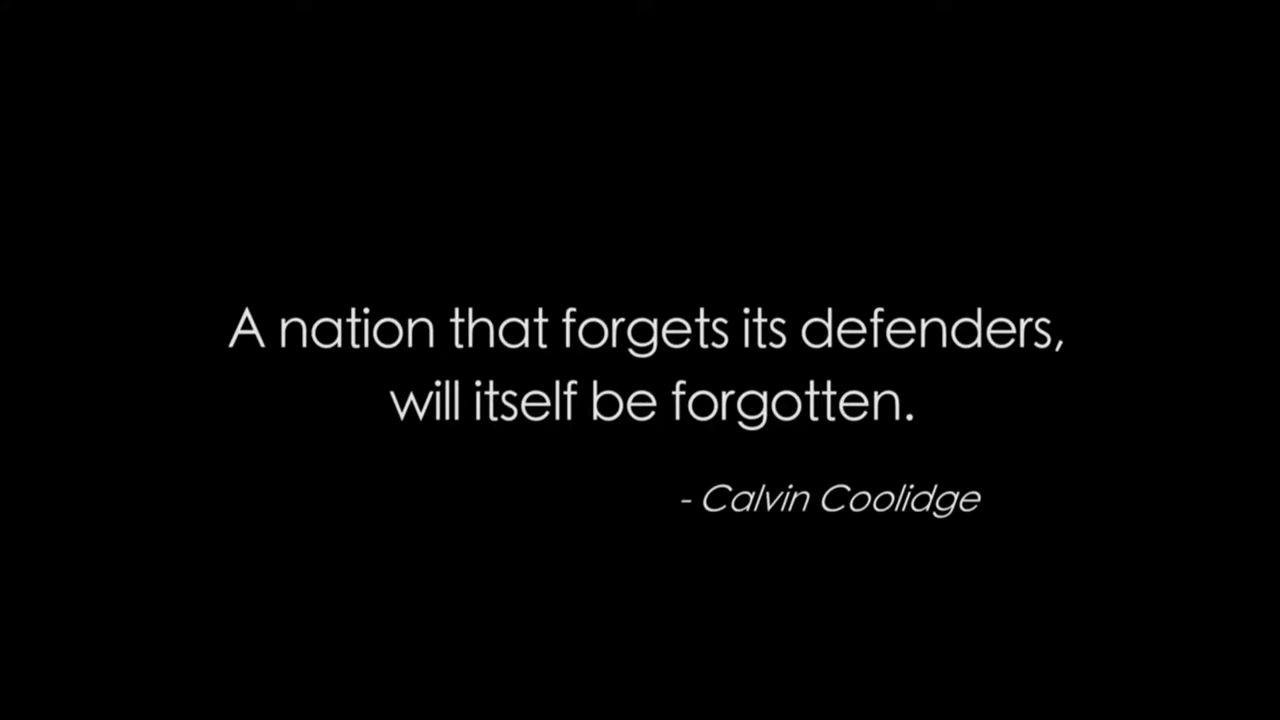 A nation that forgets its defenders,
will itself be forgotten.
- Calvin Coolidge